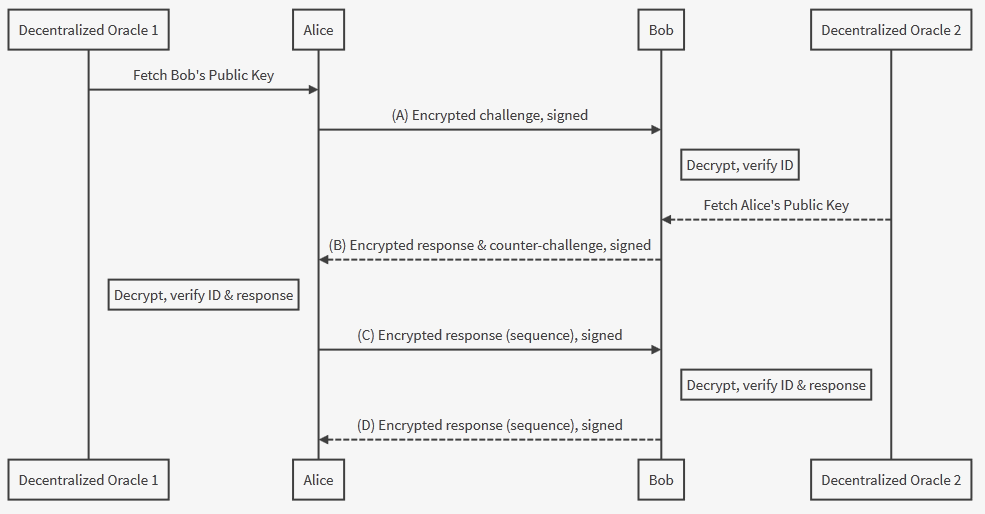 Decentralized Oracle 1
Alice
Bob
Decentralized Oracle 2
Fetch Bob's Public Key
(A) Encrypted challenge, signed
Decrypt, verify ID
Fetch Alice's Public Key
(B) Encrypted response & counter-challenge, signed
Decrypt, verify ID & response
(C) Encrypted response (sequence), signed
Decrypt, verify ID & response
(D) Encrypted response (sequence), signed
Decentralized Oracle 1
Alice
Bob
Decentralized Oracle 2